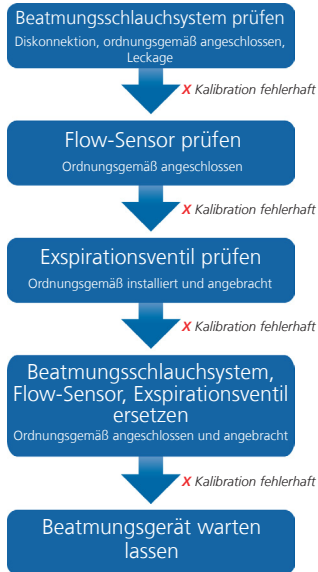 Beatmungsschlauchsystem prüfen
Diskonnektion, ordnungsgemäß angeschlossen,
Leckage
X Kalibration fehlerhaft
Flow-Sensor prüfen
Ordnungsgemäß angeschlossen
X Kalibration fehlerhaft
Exspirationsventil prüfen
Ordnungsgemäß installiert und angebracht
X Kalibration fehlerhaft
Beatmungsschlauchsystem,
Flow-Sensor, Exspirationsventil
ersetzen
Ordnungsgemäß angeschlossen und angebracht
X Kalibration fehlerhaft
Beatmungsgerät warten
lassen